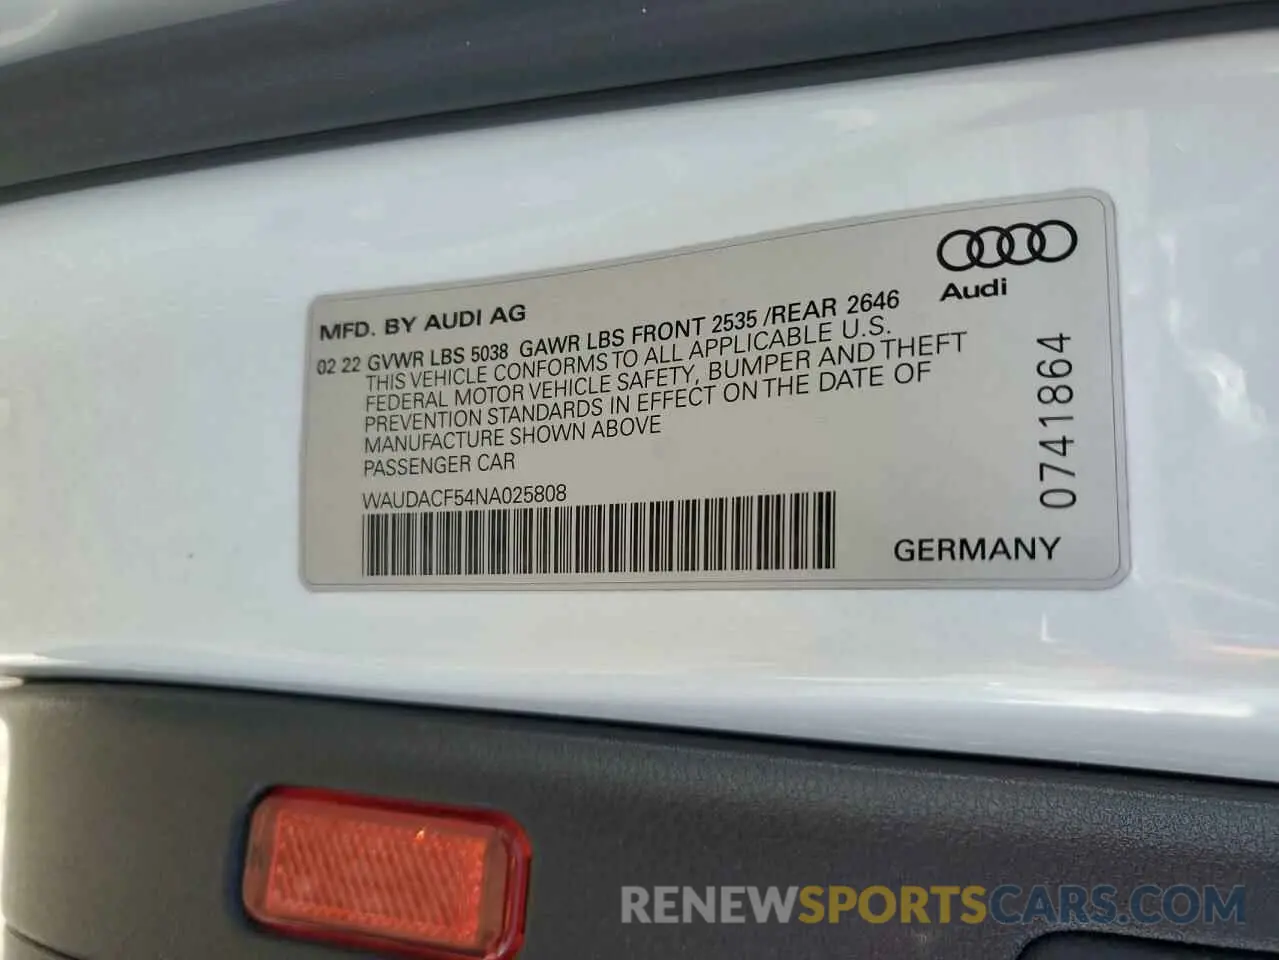 Audi
MFD. BY AUDI AG
02 22 GVWR LBS 5038 GAWR LBS FRONT 2535 /REAR 2646
THIS VEHICLE CONFORMS TO ALL APPLICABLE U.S.
FEDERAL MOTOR VEHICLE SAFETY, BUMPER AND THEFT
PREVENTION STANDARDS IN EFFECT ON THE DATE OF
MANUFACTURE SHOWN ABOVE
PASSENGER CAR
WAUDACF54NA025808
GERMANY
0741864
RENEWSPORTSCARS.COM